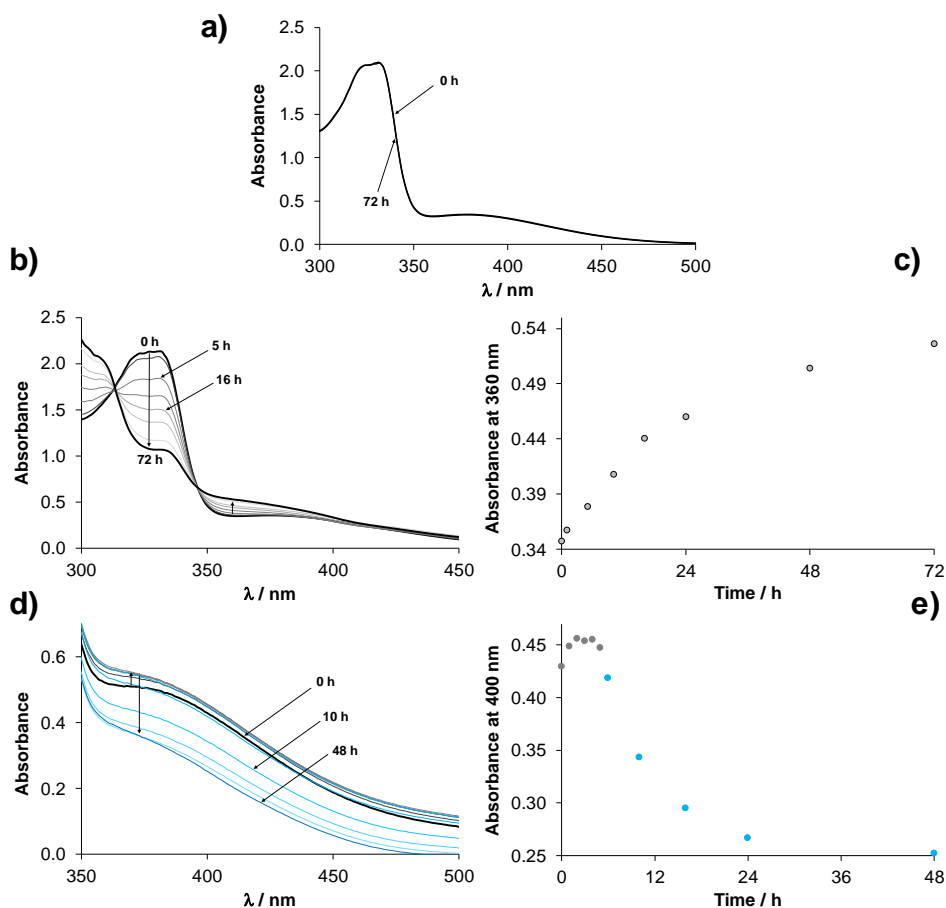 a)
2.5
2.0
1.5
1.0
0.5
0.0
Absorbance
0 h
72 h
300 350 400 450 500
λ / nm
b)
2.5
2.0
1.5
1.0
0.5
0.0
Absorbance
0 h
5 h
16 h
72 h
300 350 400 450
λ / nm
c)
0.54
0.49
0.44
0.39
0.34
Absorbance at 360 nm
0 24 48 72
Time / h
d)
0.6
0.4
0.2
0.0
Absorbance
0 h
10 h
48 h
350 400 450 500
λ / nm
e)
0.45
0.35
0.25
Absorbance at 400 nm
0 12 24 36 48
Time / h